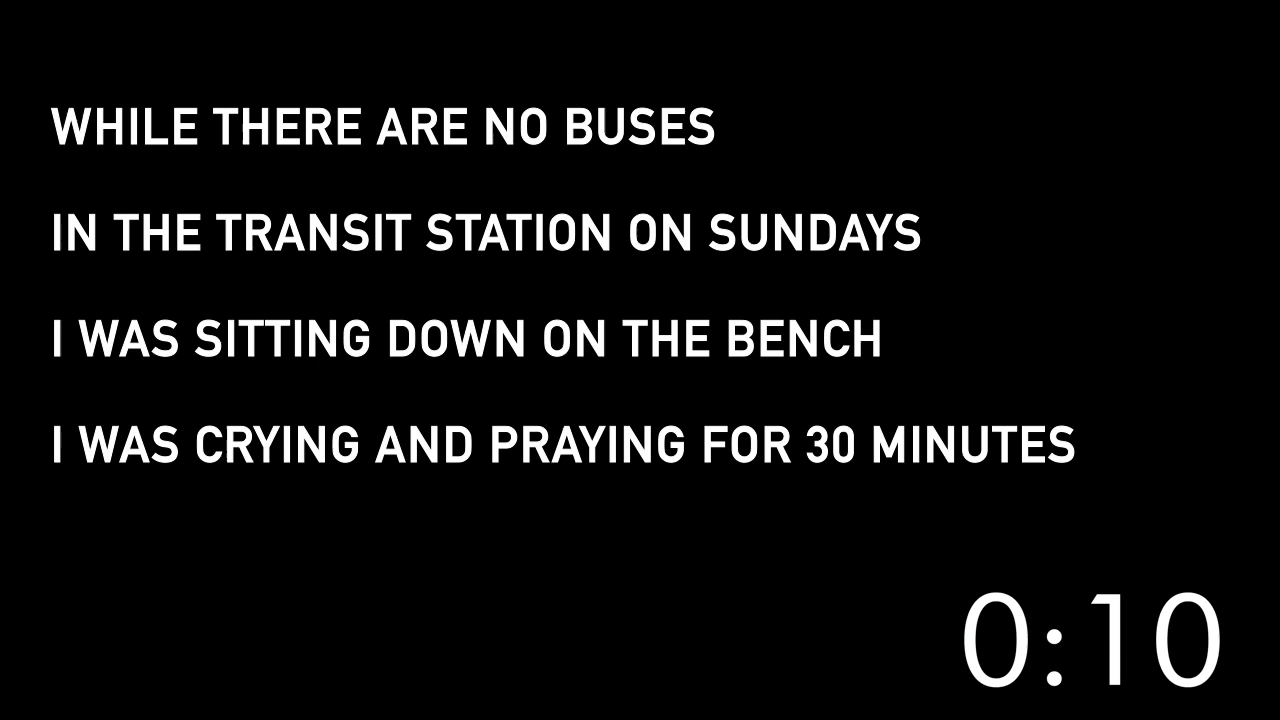 WHILE THERE ARE NO BUSES
IN THE TRANSIT STATION ON SUNDAYS
I WAS SITTING DOWN ON THE BENCH
I WAS CRYING AND PRAYING FOR 30 MINUTES
0:10